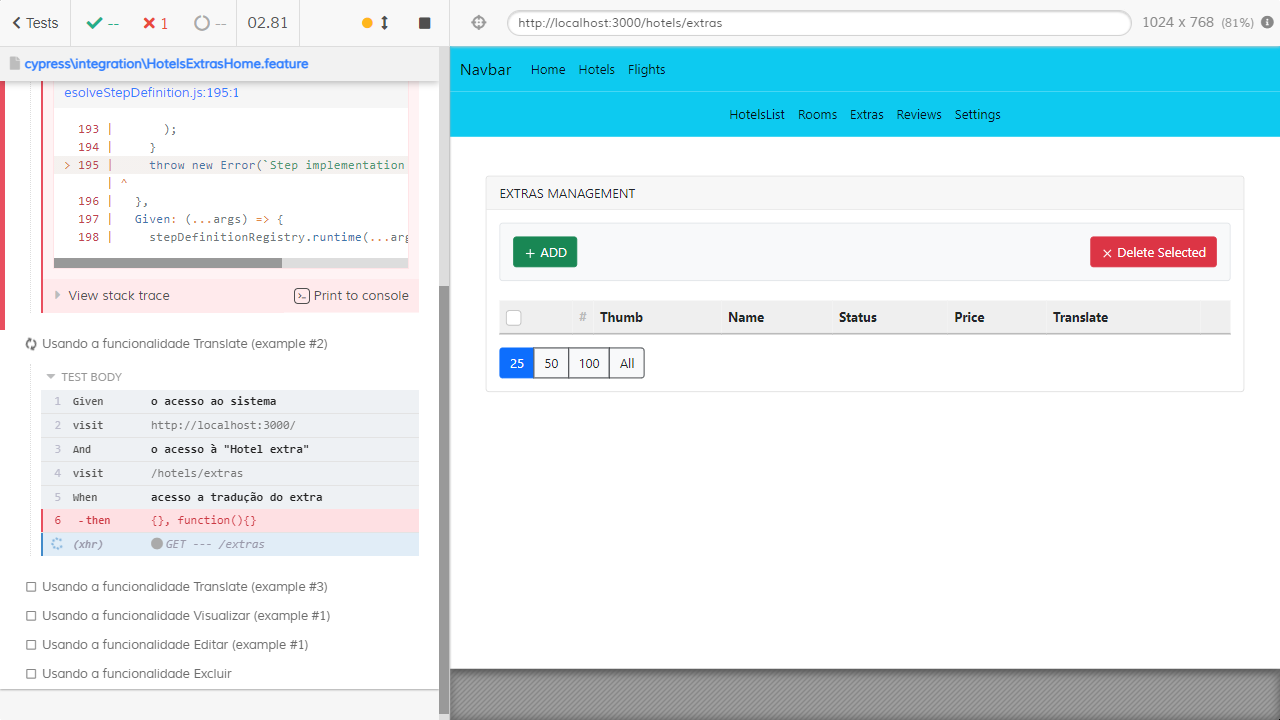 Tests
--
1
--
02.81
http://localhost:3000/hotels/extras
1024 x 768 (81%)
cypress\integration\HotelsExtrasHome.feature
esolveStepDefinition.js:195:1
193 | );
194 | }
> 195 | throw new Error(`Step implementation
| ^
196 | },
197 | Given: (...args) => {
198 | stepDefinitionRegistry.runtime(...arg
View stack trace
Print to console
Usando a funcionalidade Translate (example #2)
TEST BODY
1 Given o acesso ao sistema
2 visit http://localhost:3000/
3 And o acesso à "Hotel extra"
4 visit /hotels/extras
5 When acesso a tradução do extra
6 -then {}, function(){}
(xhr) GET --- /extras
Usando a funcionalidade Translate (example #3)
Usando a funcionalidade Visualizar (example #1)
Usando a funcionalidade Editar (example #1)
Usando a funcionalidade Excluir
Navbar Home Hotels Flights
HotelsList Rooms Extras Reviews Settings
EXTRAS MANAGEMENT
+ ADD
× Delete Selected
# Thumb Name Status Price Translate
25 50 100 All